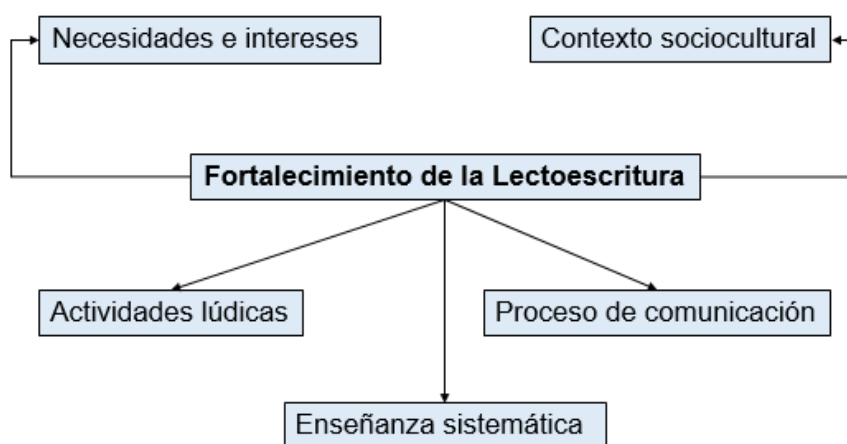 Necesidades e intereses
Contexto sociocultural
Fortalecimiento de la Lectoescritura
Actividades lúdicas
Proceso de comunicación
Enseñanza sistemática